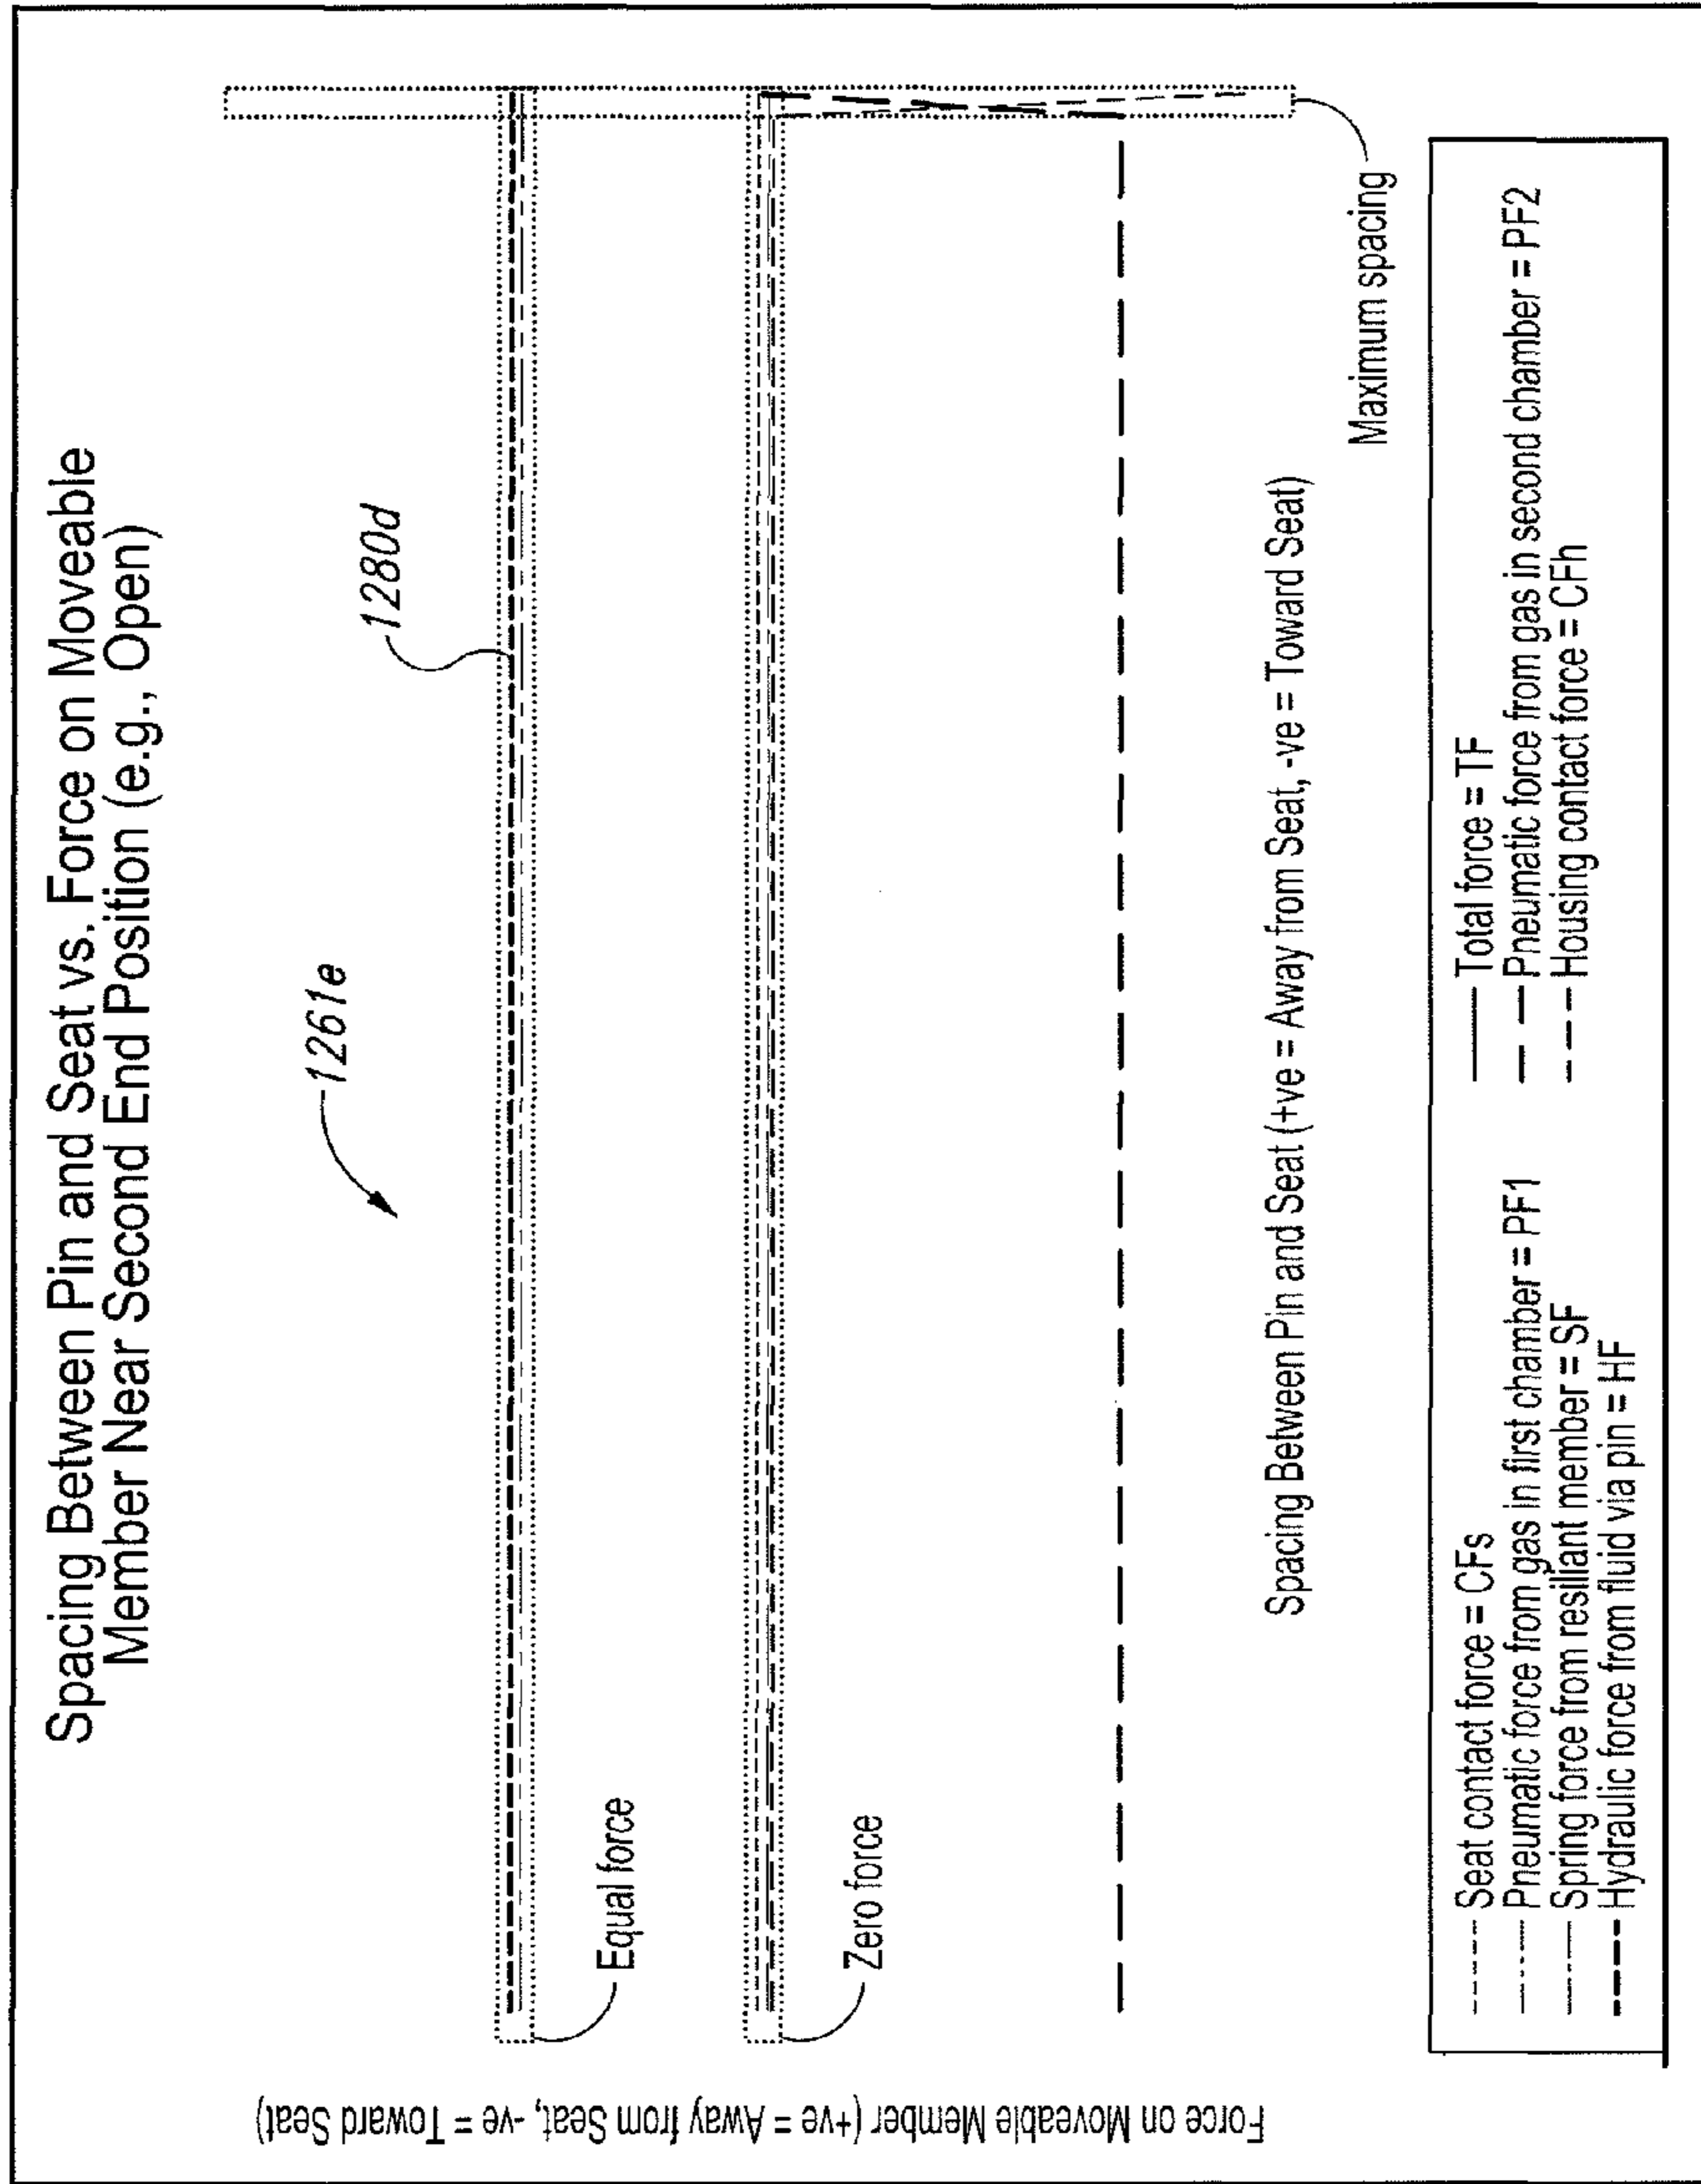 Spacing Between Pin and Seat vs. Force on Moveable
Member Near Second End Position (e.g., Open)
1261e
1280d
Equal force
Zero force
Force on Moveable Member (+ve = Away from Seat, -ve = Toward Seat)
Spacing Between Pin and Seat (+ve = Away from Seat, -ve = Toward Seat)
Maximum spacing
Seat contact force = CFs
Pneumatic force from gas in first chamber = PF1
Spring force from resiliant member = SF
Hydraulic force from fluid via pin = HF
Total force = TF
Pneumatic force from gas in second chamber = PF2
Housing contact force = CFh